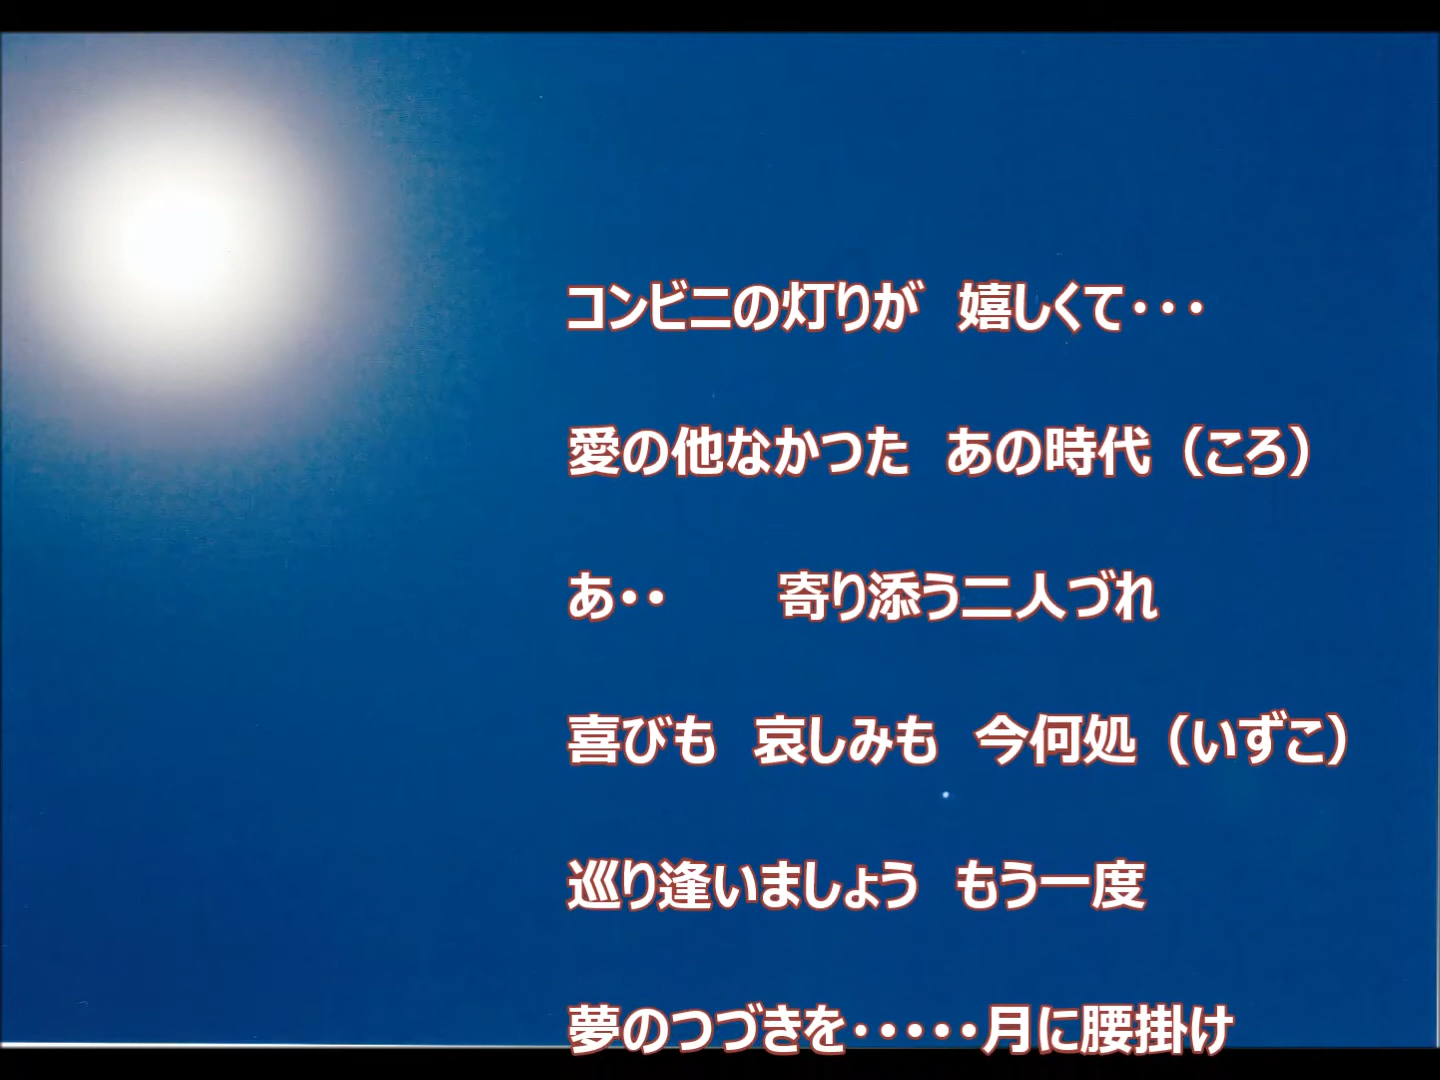 コンビニの灯りが　嬉しくて・・・
愛の他なかつた　あの時代（ころ）
あ・・　　寄り添う二人づれ
喜びも　哀しみも　今何処（いずこ）
巡り逢いましょう　もう一度
夢のつづきを・・・・・月に腰掛け